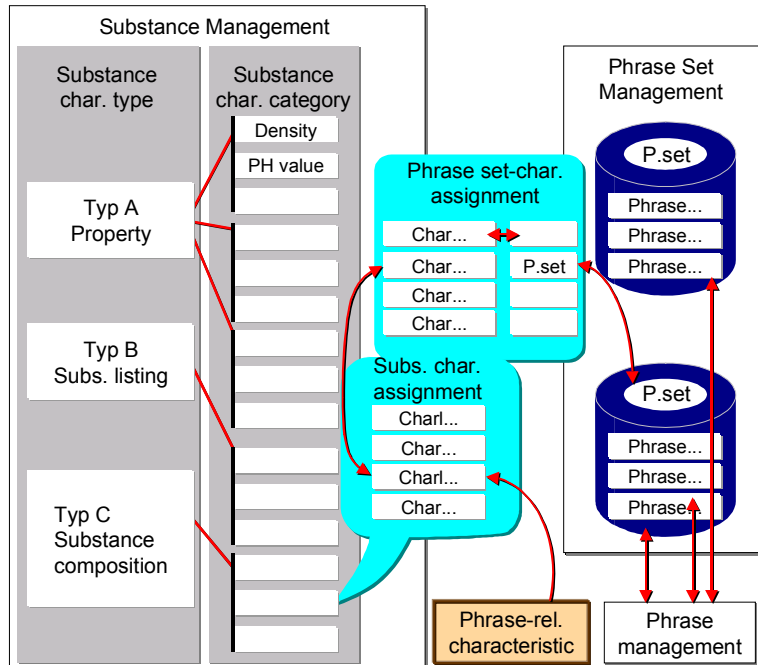 Substance Management
Substance
char. type
Typ A
Property
Typ B
Subs. listing
Typ C
Substance
composition
Substance
char. category
Density
PH value
Phrase set-char.
assignment
Char...
Char... P.set
Char...
Char...
Subs. char.
assignment
Charl...
Char...
Charl...
Char...
Phrase-rel.
characteristic
Phrase Set
Management
P.set
Phrase...
Phrase...
Phrase...
P.set
Phrase...
Phrase...
Phrase...
Phrase
management